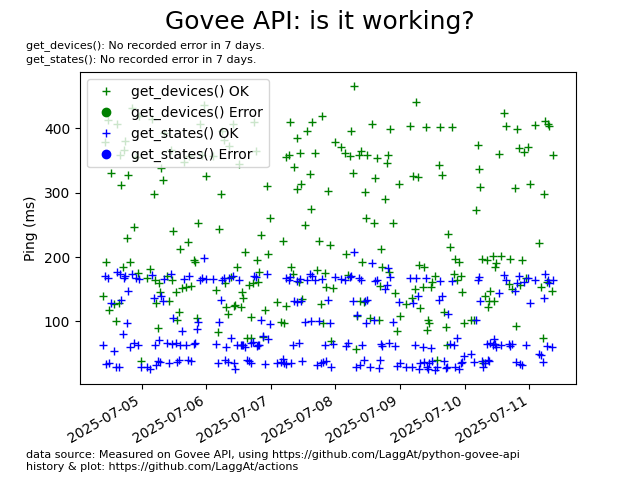 Govee API: is it working?
get_devices(): No recorded error in 7 days.
get_states(): No recorded error in 7 days.
get_devices() OK
get_devices() Error
get_states() OK
get_states() Error
400
300
200
100
Ping (ms)
2025-07-05
2025-07-06
2025-07-07
2025-07-08
2025-07-09
2025-07-10
2025-07-11
data source: Measured on Govee API, using https://github.com/LaggAt/python-govee-api
history & plot: https://github.com/LaggAt/actions